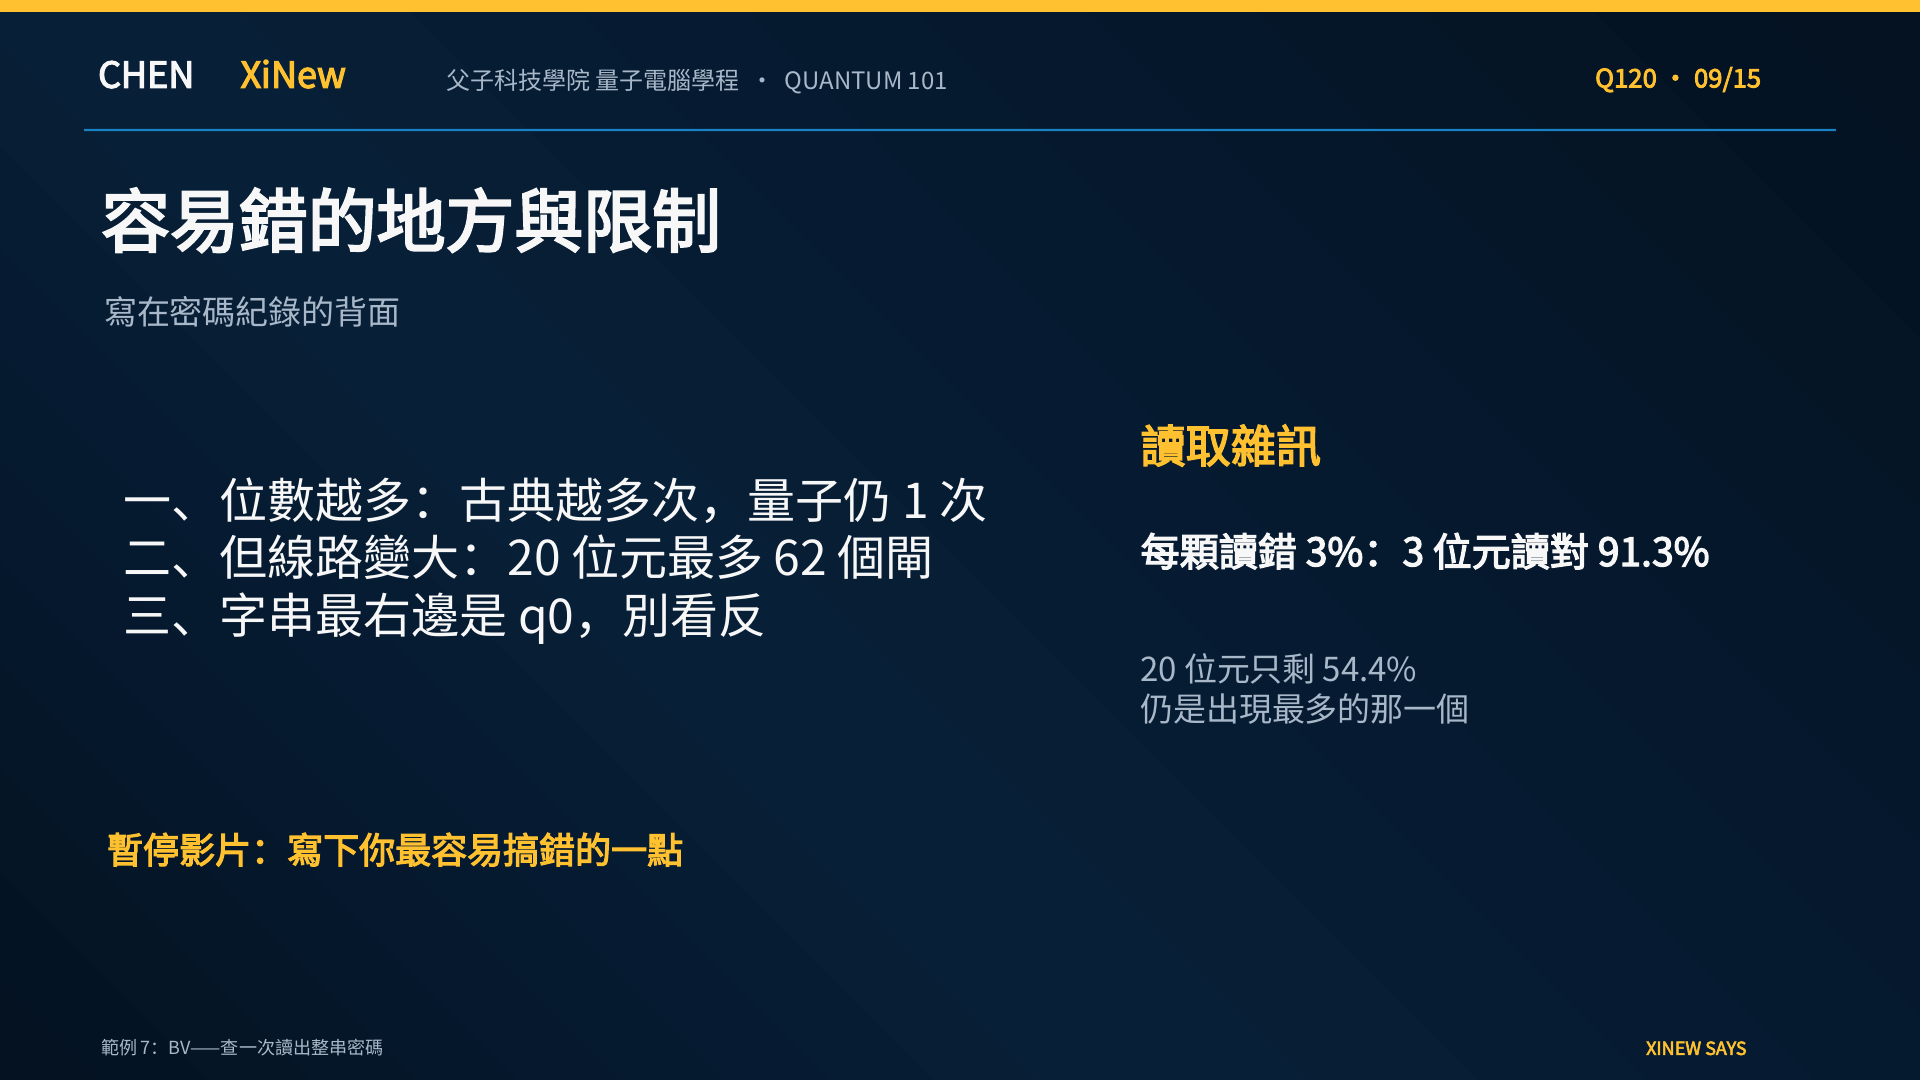 CHEN XiNew 父子科技學院 量子電腦學程 · QUANTUM 101 Q120 · 09/15
容易錯的地方與限制
寫在密碼紀錄的背面
一、位數越多：古典越多次，量子仍 1 次
二、但線路變大：20 位元最多 62 個閘
三、字串最右邊是 q0，別看反
讀取雜訊
每顆讀錯 3%：3 位元讀對 91.3%
20 位元只剩 54.4%
仍是出現最多的那一個
暫停影片：寫下你最容易搞錯的一點
範例 7：BV——查一次讀出整串密碼
XINEW SAYS